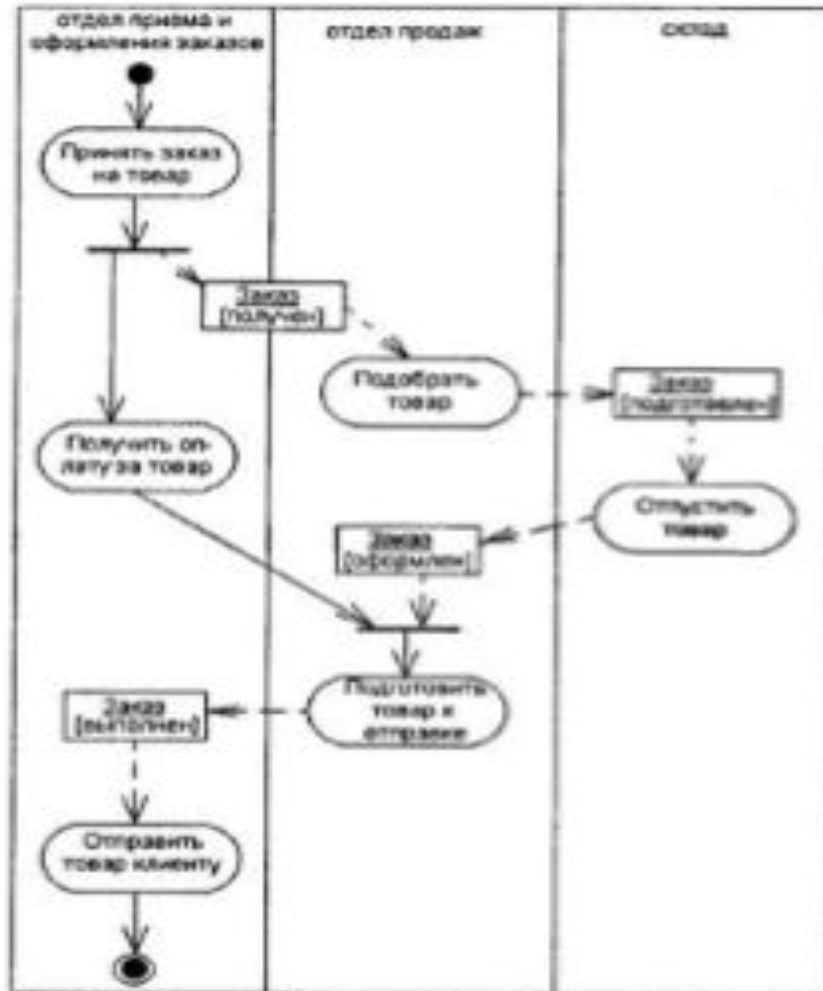 отдел приема и
оформления заказов
отдел продаж
склад
Принять заказ
на товар
Заказ
[получен]
Подобрать
товар
Заказ
[подготовлен]
Получить оп-
лату за товар
Отпустить
товар
Заказ
[оформлен]
Подготовить
товар к
отправке
Заказ
[выполнен]
Отправить
товар клиенту